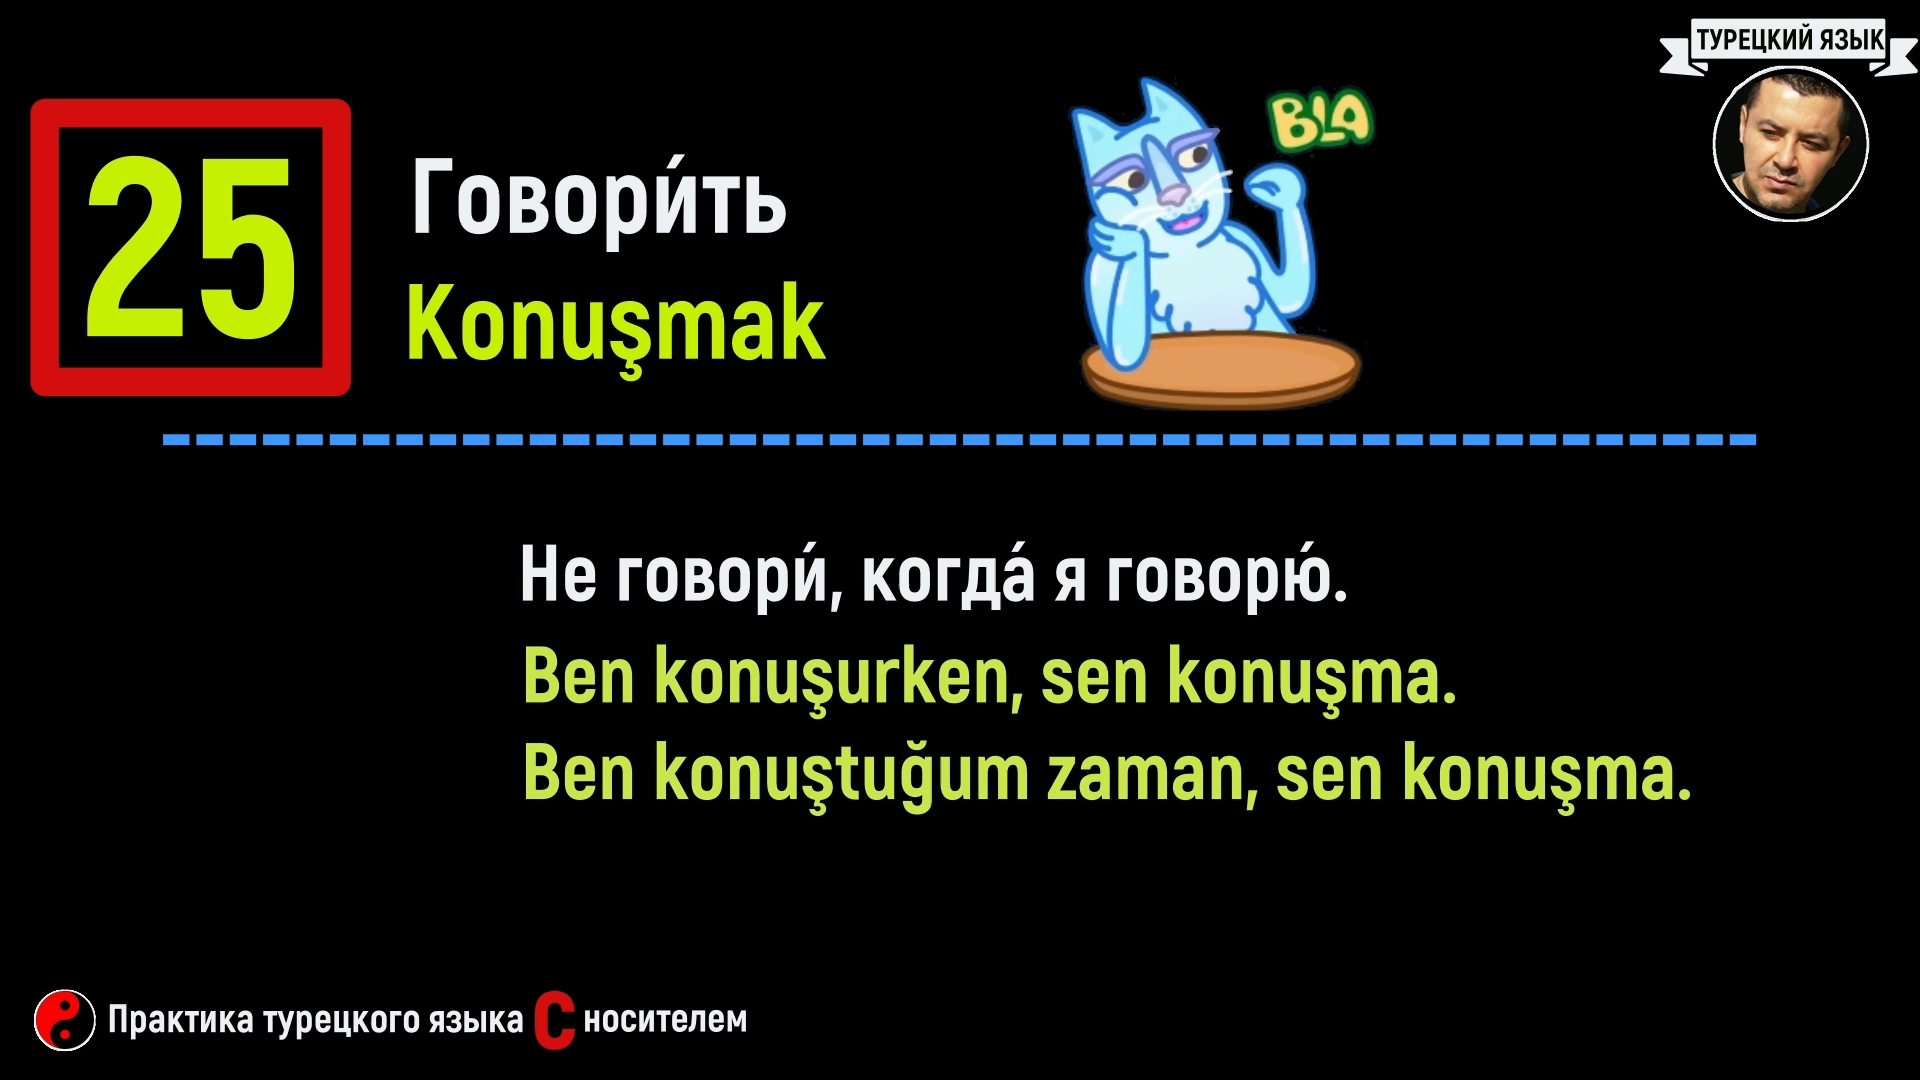 ТУРЕЦКИЙ ЯЗЫК
25
Говори́ть
Konuşmak
BLA
Не говори́, когда́ я говорю́.
Ben konuşurken, sen konuşma.
Ben konuştuğum zaman, sen konuşma.
Практика турецкого языка С носителем